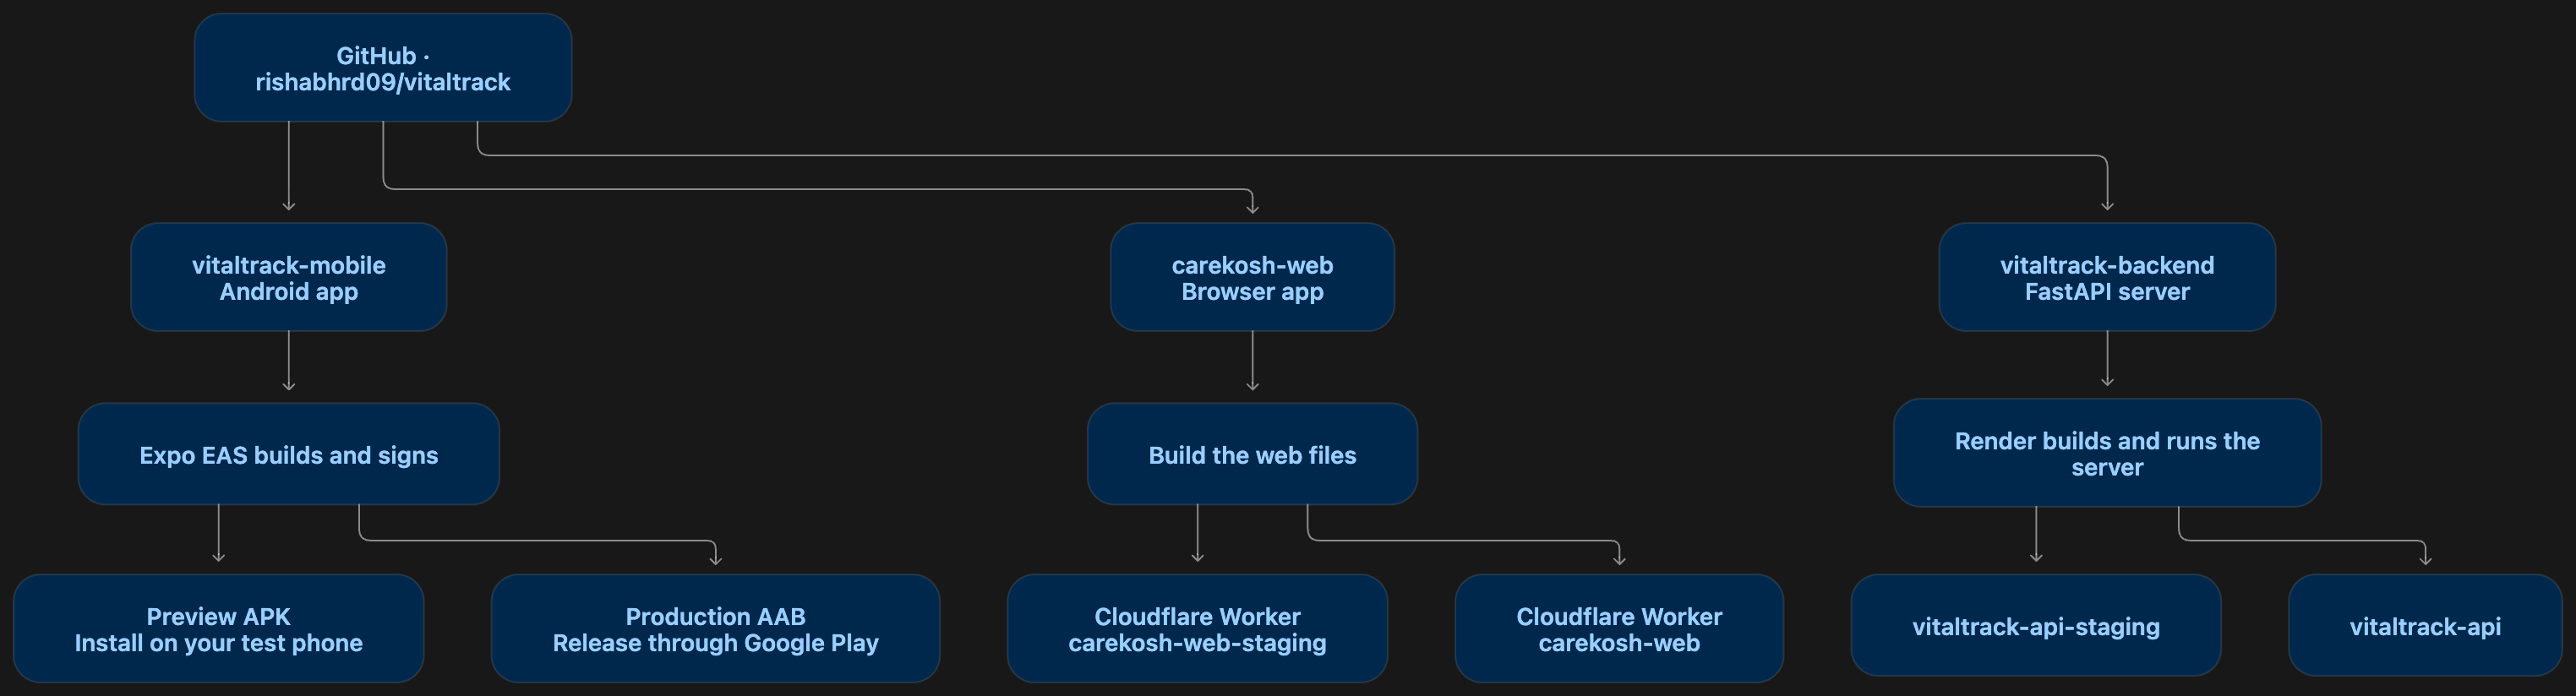 GitHub ·
rishabhrd09/vitaltrack
vitaltrack-mobile
Android app
carekosh-web
Browser app
vitaltrack-backend
FastAPI server
Expo EAS builds and signs
Build the web files
Render builds and runs the
server
Preview APK
Install on your test phone
Production AAB
Release through Google Play
Cloudflare Worker
carekosh-web-staging
Cloudflare Worker
carekosh-web
vitaltrack-api-staging
vitaltrack-api